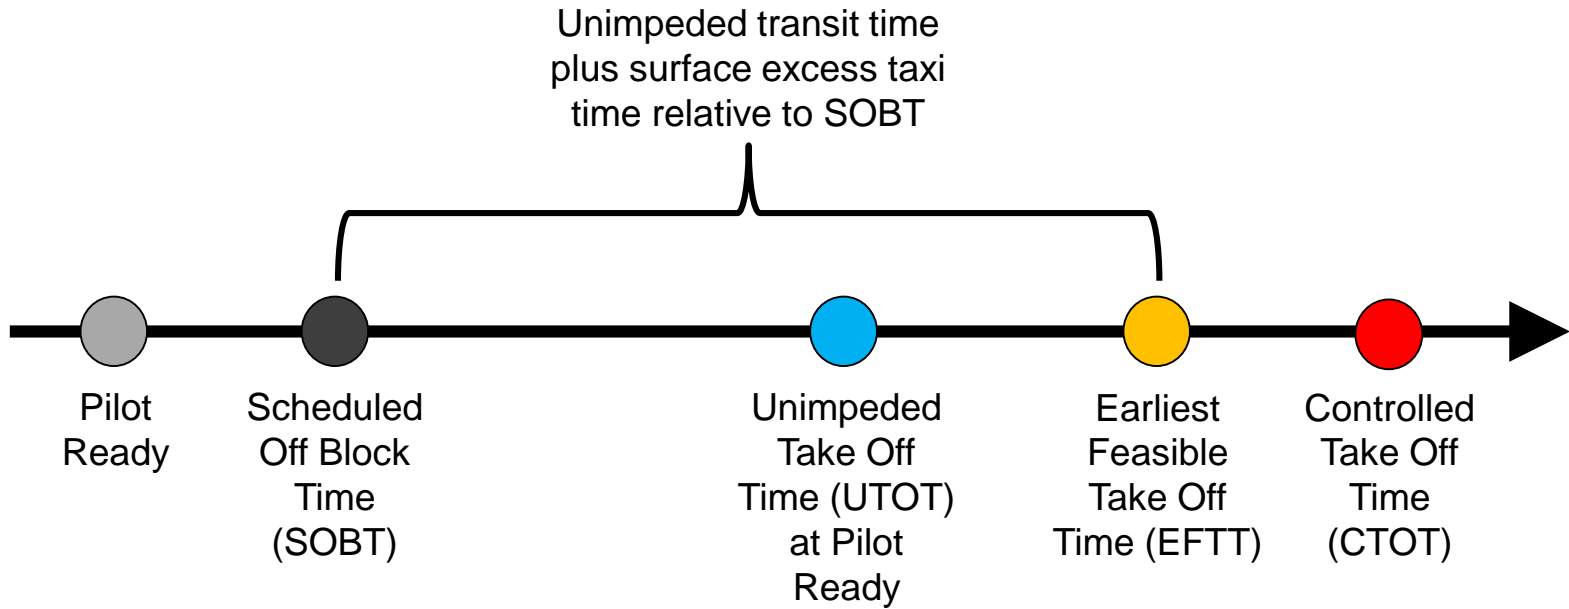 Unimpeded transit time
plus surface excess taxi
time relative to SOBT
Pilot
Ready
Scheduled
Off Block
Time
(SOBT)
Unimpeded
Take Off
Time (UTOT)
at Pilot
Ready
Earliest
Feasible
Take Off
Time (EFTT)
Controlled
Take Off
Time
(CTOT)